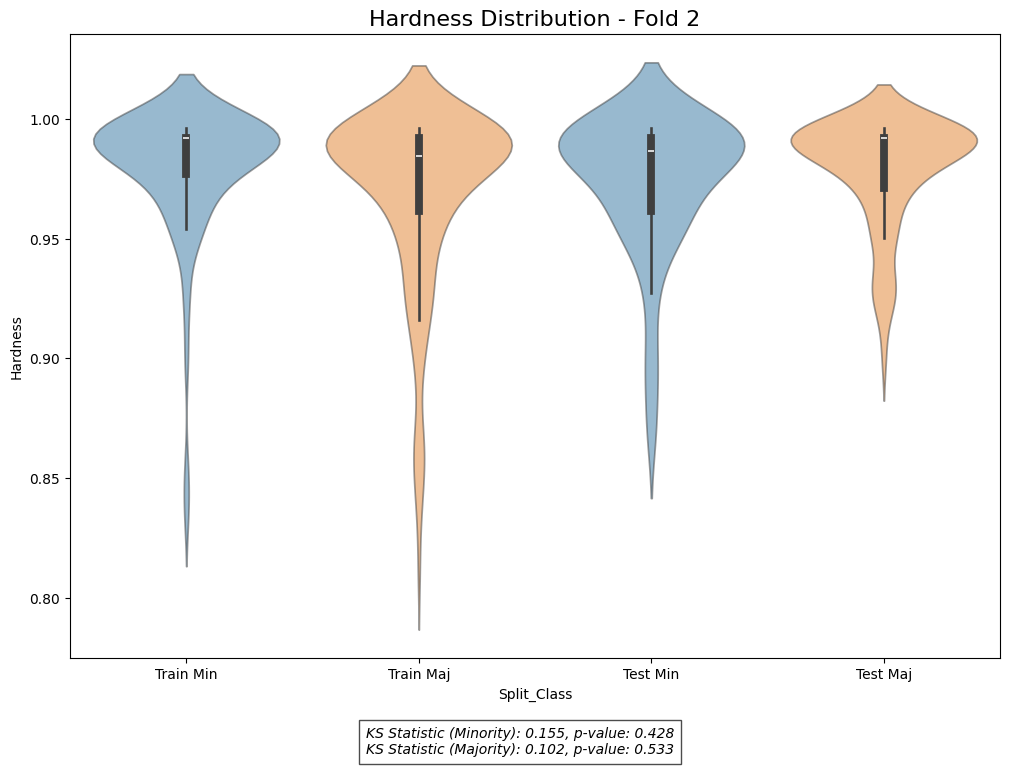 Hardness Distribution - Fold 2
1.00
0.95
0.90
0.85
0.80
Hardness
Train Min
Train Maj
Test Min
Test Maj
Split_Class
KS Statistic (Minority): 0.155, p-value: 0.428
KS Statistic (Majority): 0.102, p-value: 0.533